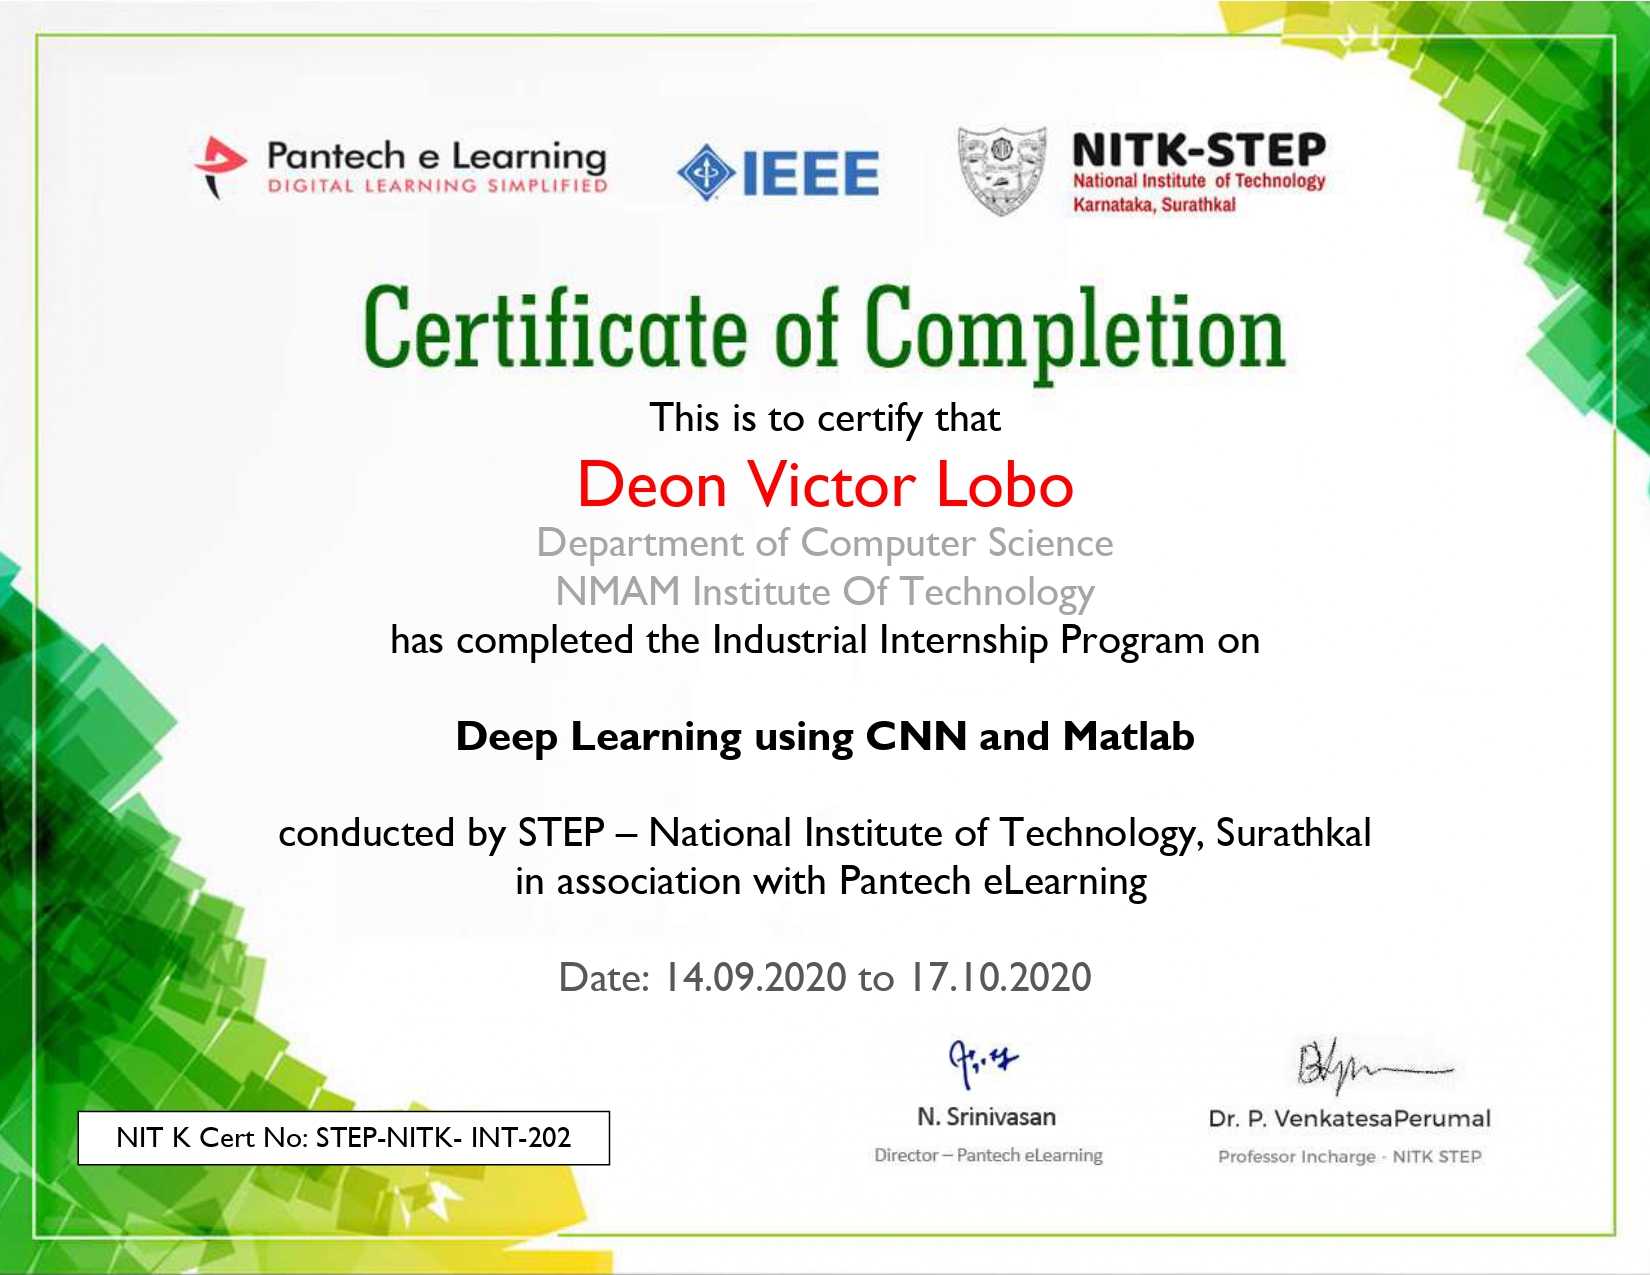 Pantech e Learning
DIGITAL LEARNING SIMPLIFIED
IEEE
NITK-STEP
National Institute of Technology
Karnataka, Surathkal
Certificate of Completion
This is to certify that
Deon Victor Lobo
Department of Computer Science
NMAM Institute Of Technology
has completed the Industrial Internship Program on
Deep Learning using CNN and Matlab
conducted by STEP – National Institute of Technology, Surathkal
in association with Pantech eLearning
Date: 14.09.2020 to 17.10.2020
N. Srinivasan
Director – Pantech eLearning
Dr. P. VenkatesaPerumal
Professor Incharge - NITK STEP
NIT K Cert No: STEP-NITK- INT-202